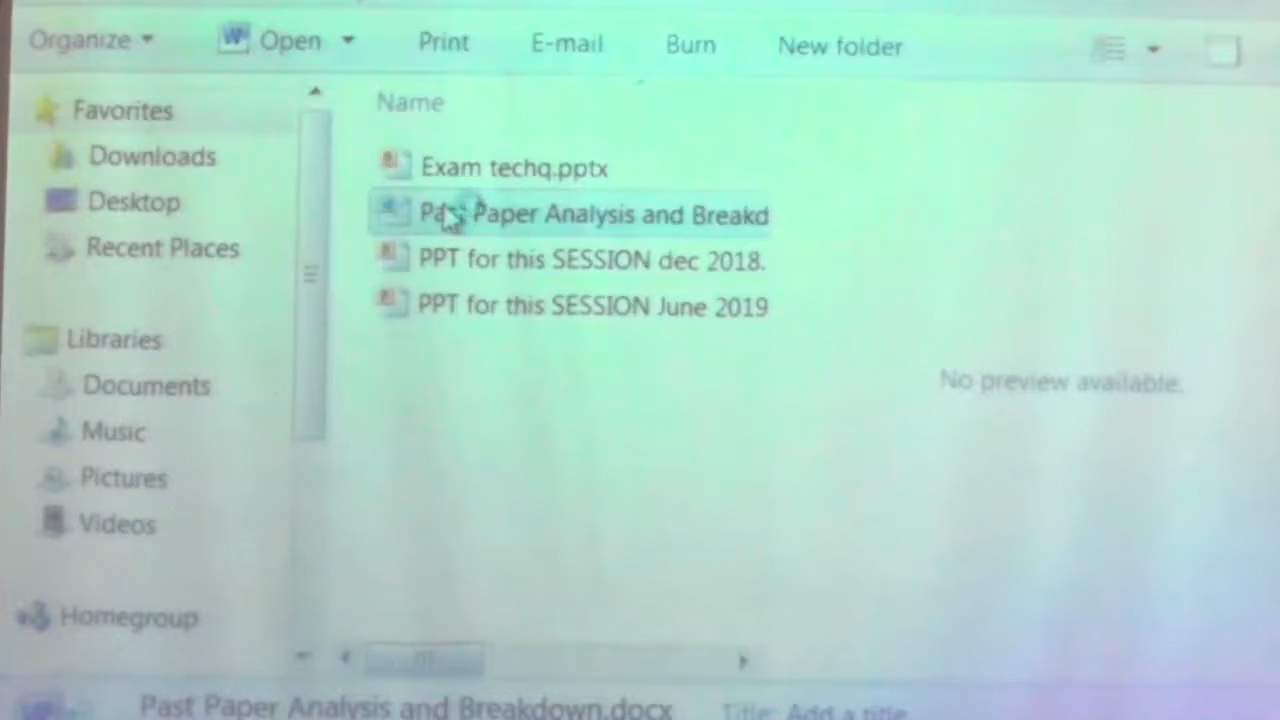 Organize Open Print E-mail Burn New folder
Favorites
Downloads
Desktop
Recent Places
Libraries
Documents
Music
Pictures
Videos
Homegroup
Name
Exam techq.pptx
Past Paper Analysis and Breakd
PPT for this SESSION dec 2018.
PPT for this SESSION June 2019
No preview available.
Past Paper Analysis and Breakdown.docx Title: Add a title